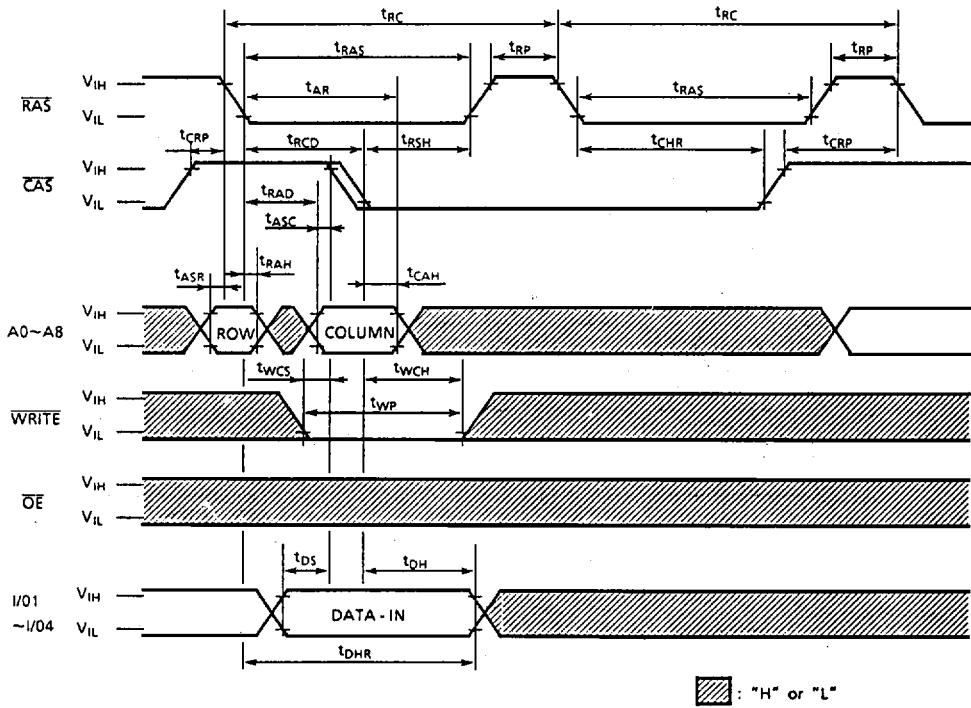 tRC tRC
tRAS tRP tRP
RAS VIH tAR tRAS
VIL
tCRP tRCD tRSH tCHR tCRP
CAS VIH
VIL tRAD
tASC
tASR tRAH tCAH
A0~A8 VIH ROW COLUMN
VIL
tWCS tWCH
WRITE VIH tWP
VIL
OE VIH
VIL
tDS tDH
I/01 VIH DATA-IN
~I/04 VIL
tDHR
: "H" or "L"